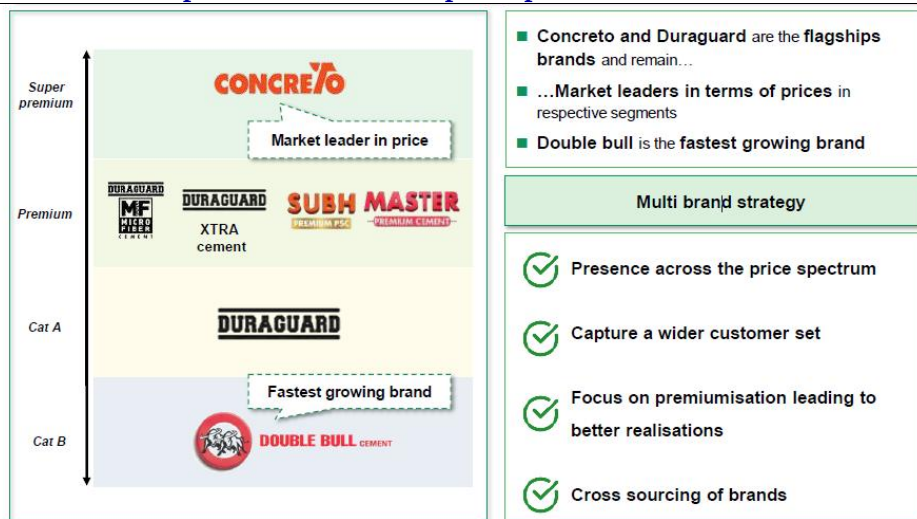 Super
premium
CONCRETO
Market leader in price
Premium
DURAGUARD
MF
MICRO
FIBER
CEMENT
DURAGUARD
XTRA
cement
SUBH
PREMIUM PSC
MASTER
PREMIUM CEMENT
Cat A
DURAGUARD
Fastest growing brand
Cat B
DOUBLE BULL CEMENT
Concreto and Duraguard are the flagships
brands and remain…
…Market leaders in terms of prices in
respective segments
Double bull is the fastest growing brand
Multi brand strategy
Presence across the price spectrum
Capture a wider customer set
Focus on premiumisation leading to
better realisations
Cross sourcing of brands